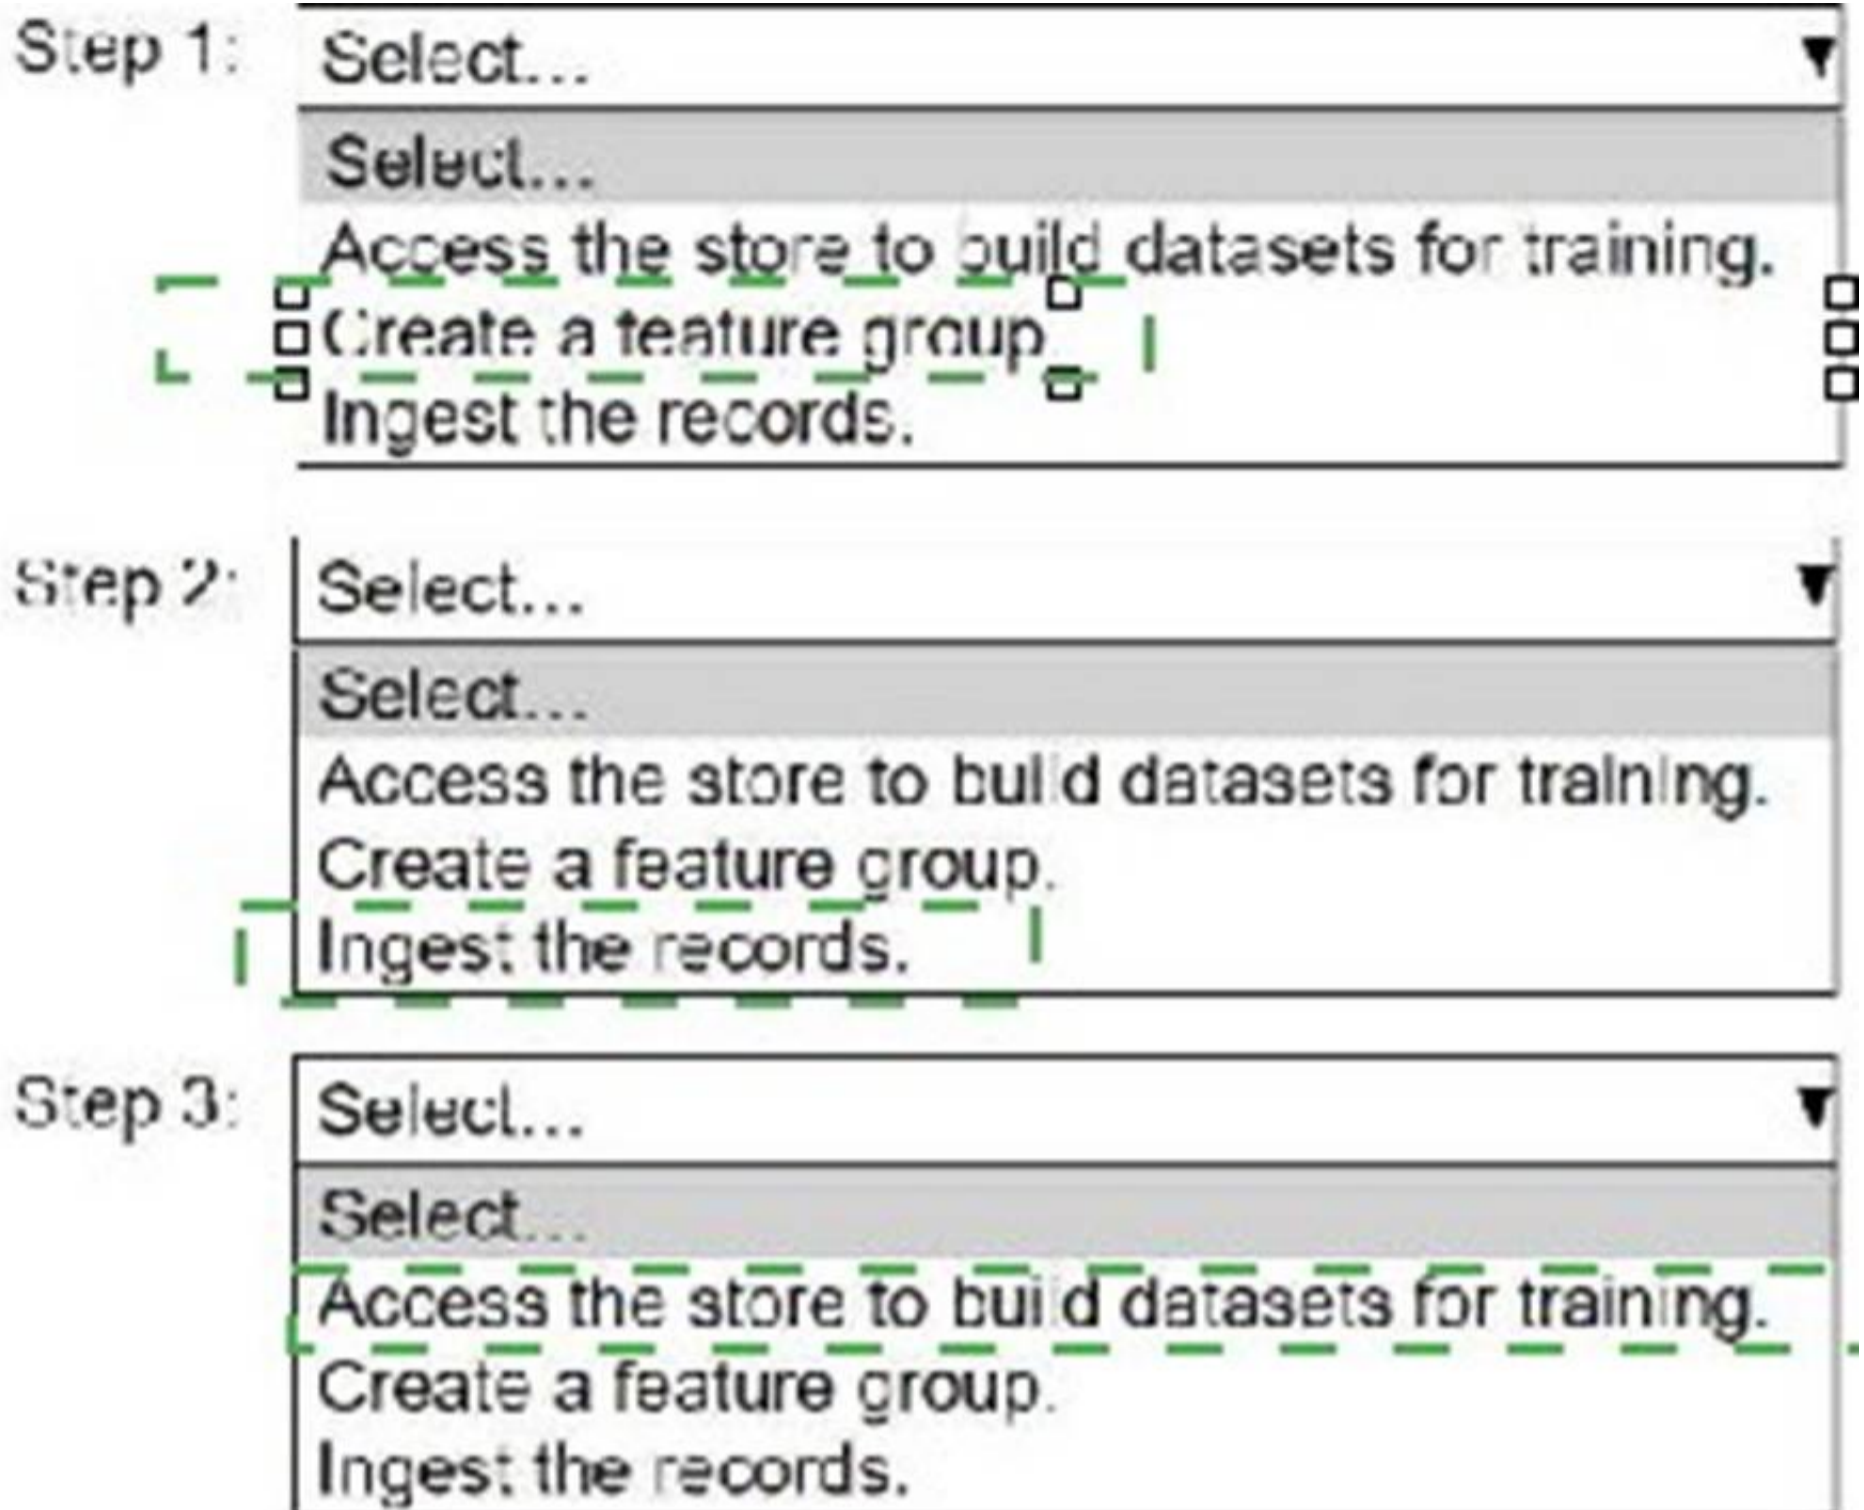 Step 1:
Select...
Select...
Access the store to build datasets for training.
Create a feature group
Ingest the records.
Step 2:
Select...
Select...
Access the store to build datasets for training.
Create a feature group.
Ingest the records.
Step 3:
Select...
Select...
Access the store to build datasets for training.
Create a feature group.
Ingest the records.